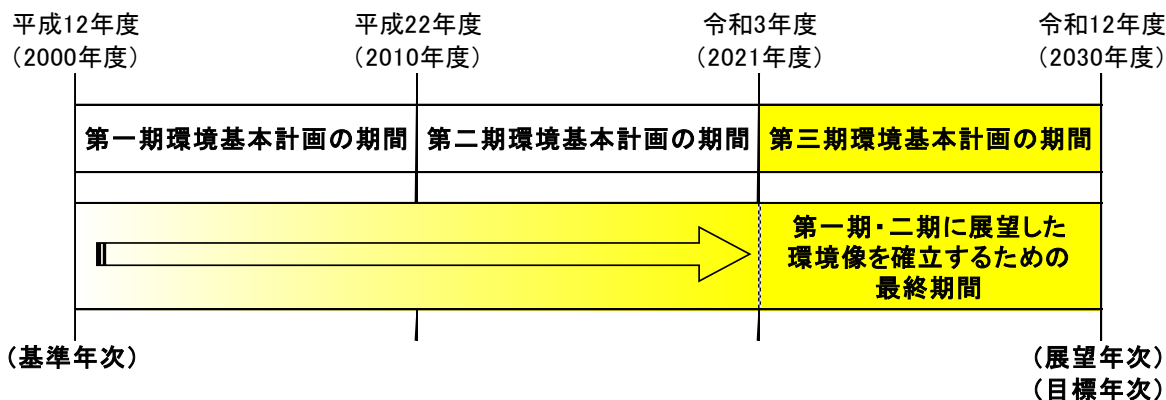 平成12年度 平成22年度 令和3年度 令和12年度
（2000年度） （2010年度） （2021年度） （2030年度）
第一期環境基本計画の期間 第二期環境基本計画の期間 第三期環境基本計画の期間
第一期・二期に展望した
環境像を確立するための
最終期間
（基準年次） （展望年次）
（目標年次）